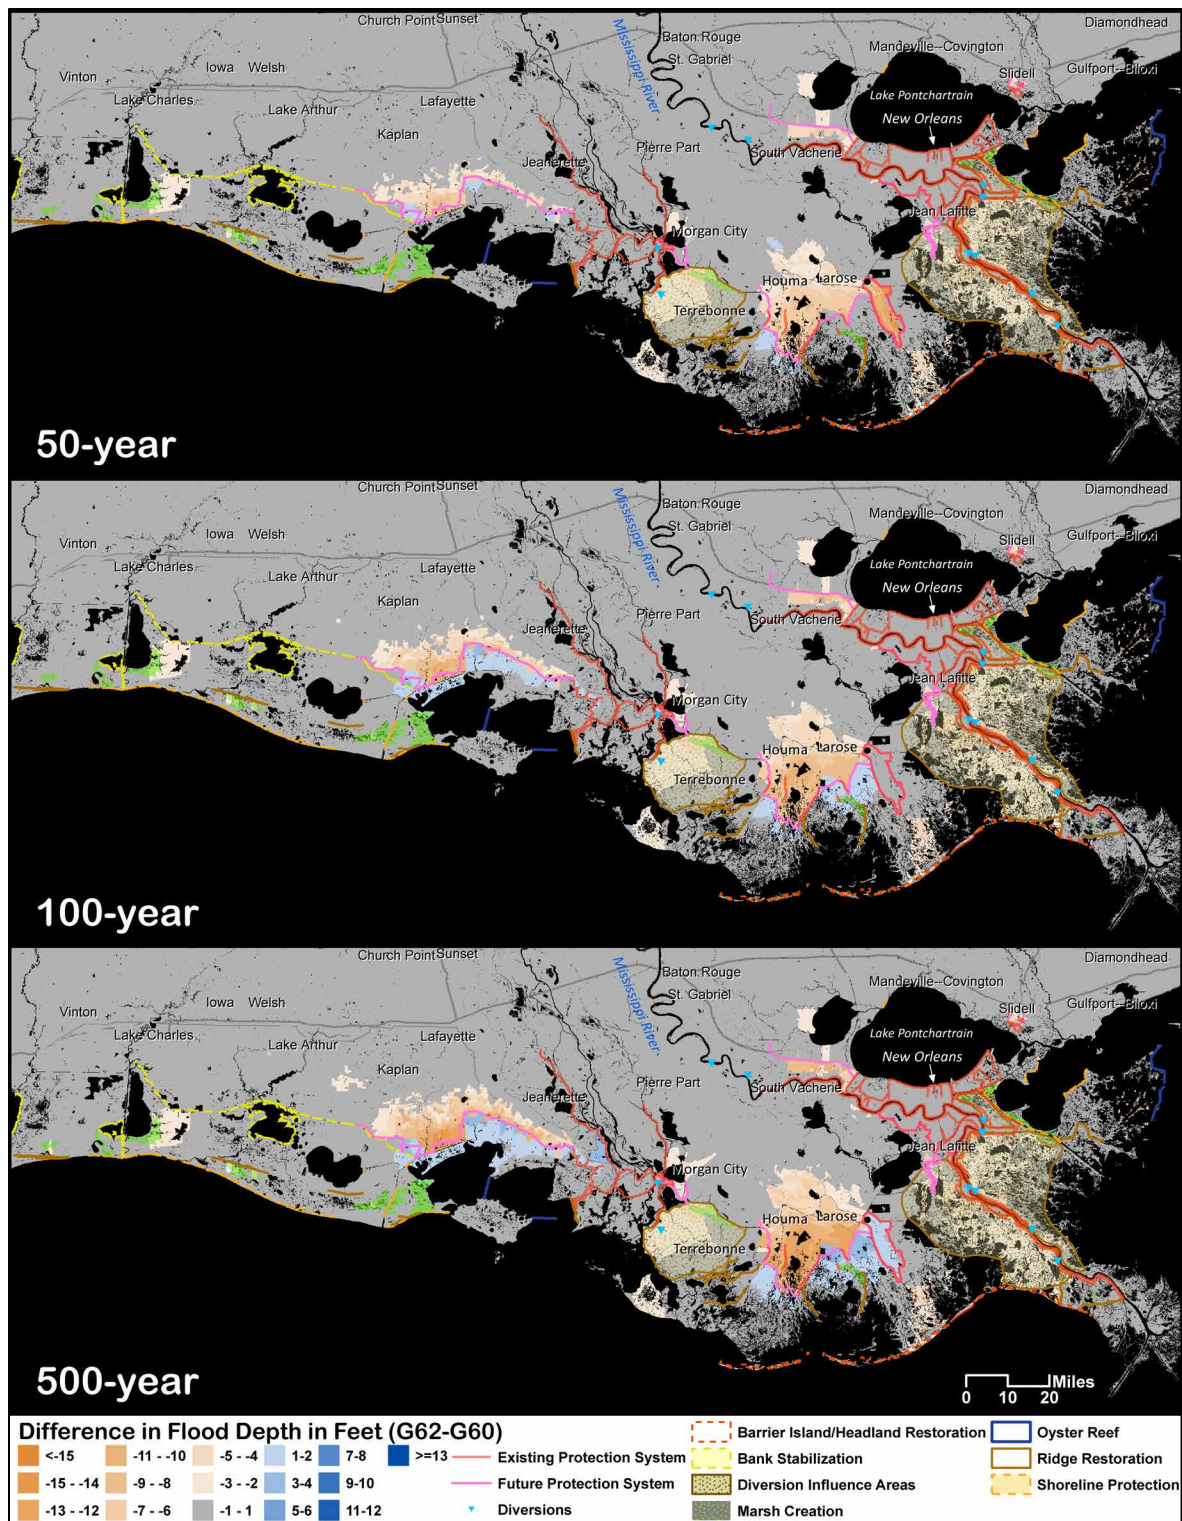 Church Point Sunset
Diamondhead
Baton Rouge
Mandeville--Covington
St. Gabriel
Iowa Welsh
Vinton
Slidell
Gulfport--Biloxi
Mississippi River
Lake Charles
Lafayette
Lake Pontchartrain
Lake Arthur
New Orleans
Kaplan
Pierre Part
South Vacherie
Jeanerette
Jean Lafitte
Morgan City
Houma Larose
Terrebonne
50-year
Church Point Sunset
Diamondhead
Baton Rouge
Mandeville--Covington
St. Gabriel
Iowa Welsh
Vinton
Slidell
Gulfport--Biloxi
Mississippi River
Lake Charles
Lafayette
Lake Pontchartrain
Lake Arthur
New Orleans
Kaplan
Pierre Part
South Vacherie
Jeanerette
Jean Lafitte
Morgan City
Houma Larose
Terrebonne
100-year
Church Point Sunset
Diamondhead
Baton Rouge
Mandeville--Covington
St. Gabriel
Iowa Welsh
Vinton
Slidell
Gulfport--Biloxi
Mississippi River
Lake Charles
Lafayette
Lake Pontchartrain
Lake Arthur
New Orleans
Kaplan
Pierre Part
South Vacherie
Jeanerette
Jean Lafitte
Morgan City
Houma Larose
Terrebonne
500-year
Miles
0 10 20
Difference in Flood Depth in Feet (G62-G60)
<-15 -11 - -10 -5 - -4 1-2 7-8 >=13
-15 - -14 -9 - -8 -3 - -2 3-4 9-10
-13 - -12 -7 - -6 -1 - 1 5-6 11-12
Existing Protection System
Future Protection System
Diversions
Barrier Island/Headland Restoration
Bank Stabilization
Diversion Influence Areas
Marsh Creation
Oyster Reef
Ridge Restoration
Shoreline Protection